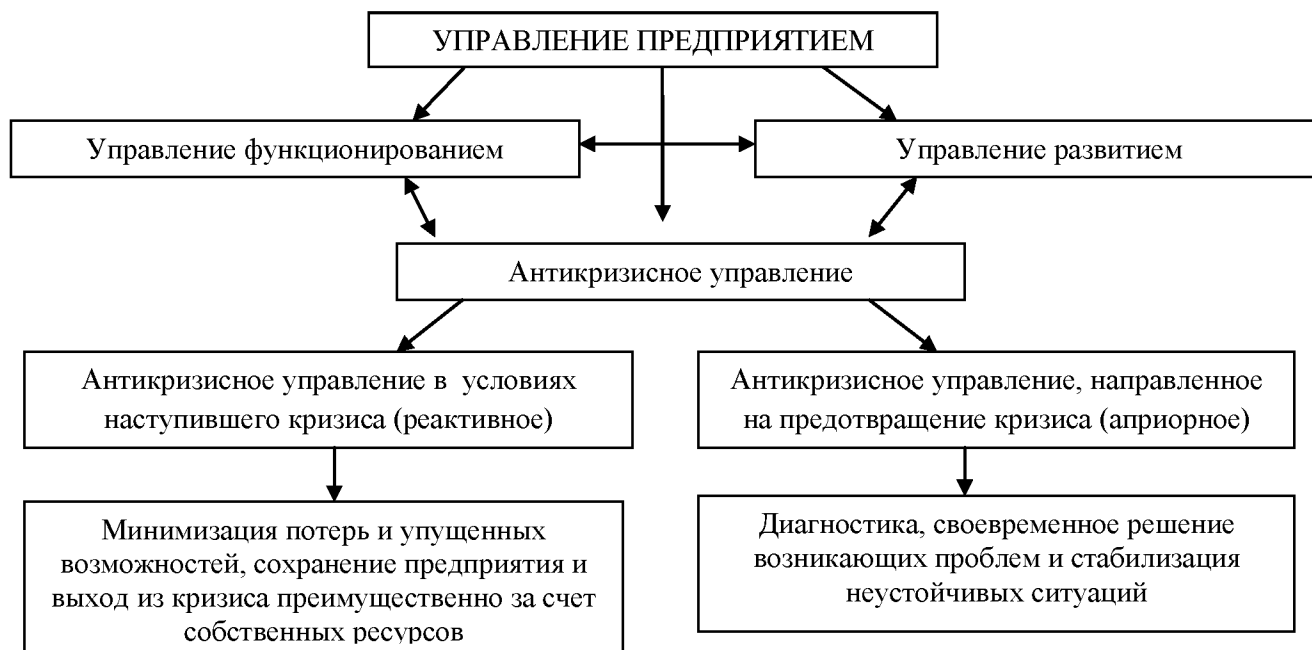 УПРАВЛЕНИЕ ПРЕДПРИЯТИЕМ
Управление функционированием
Управление развитием
Антикризисное управление
Антикризисное управление в условиях
наступившего кризиса (реактивное)
Антикризисное управление, направленное
на предотвращение кризиса (априорное)
Минимизация потерь и упущенных
возможностей, сохранение предприятия и
выход из кризиса преимущественно за счет
собственных ресурсов
Диагностика, своевременное решение
возникающих проблем и стабилизация
неустойчивых ситуаций